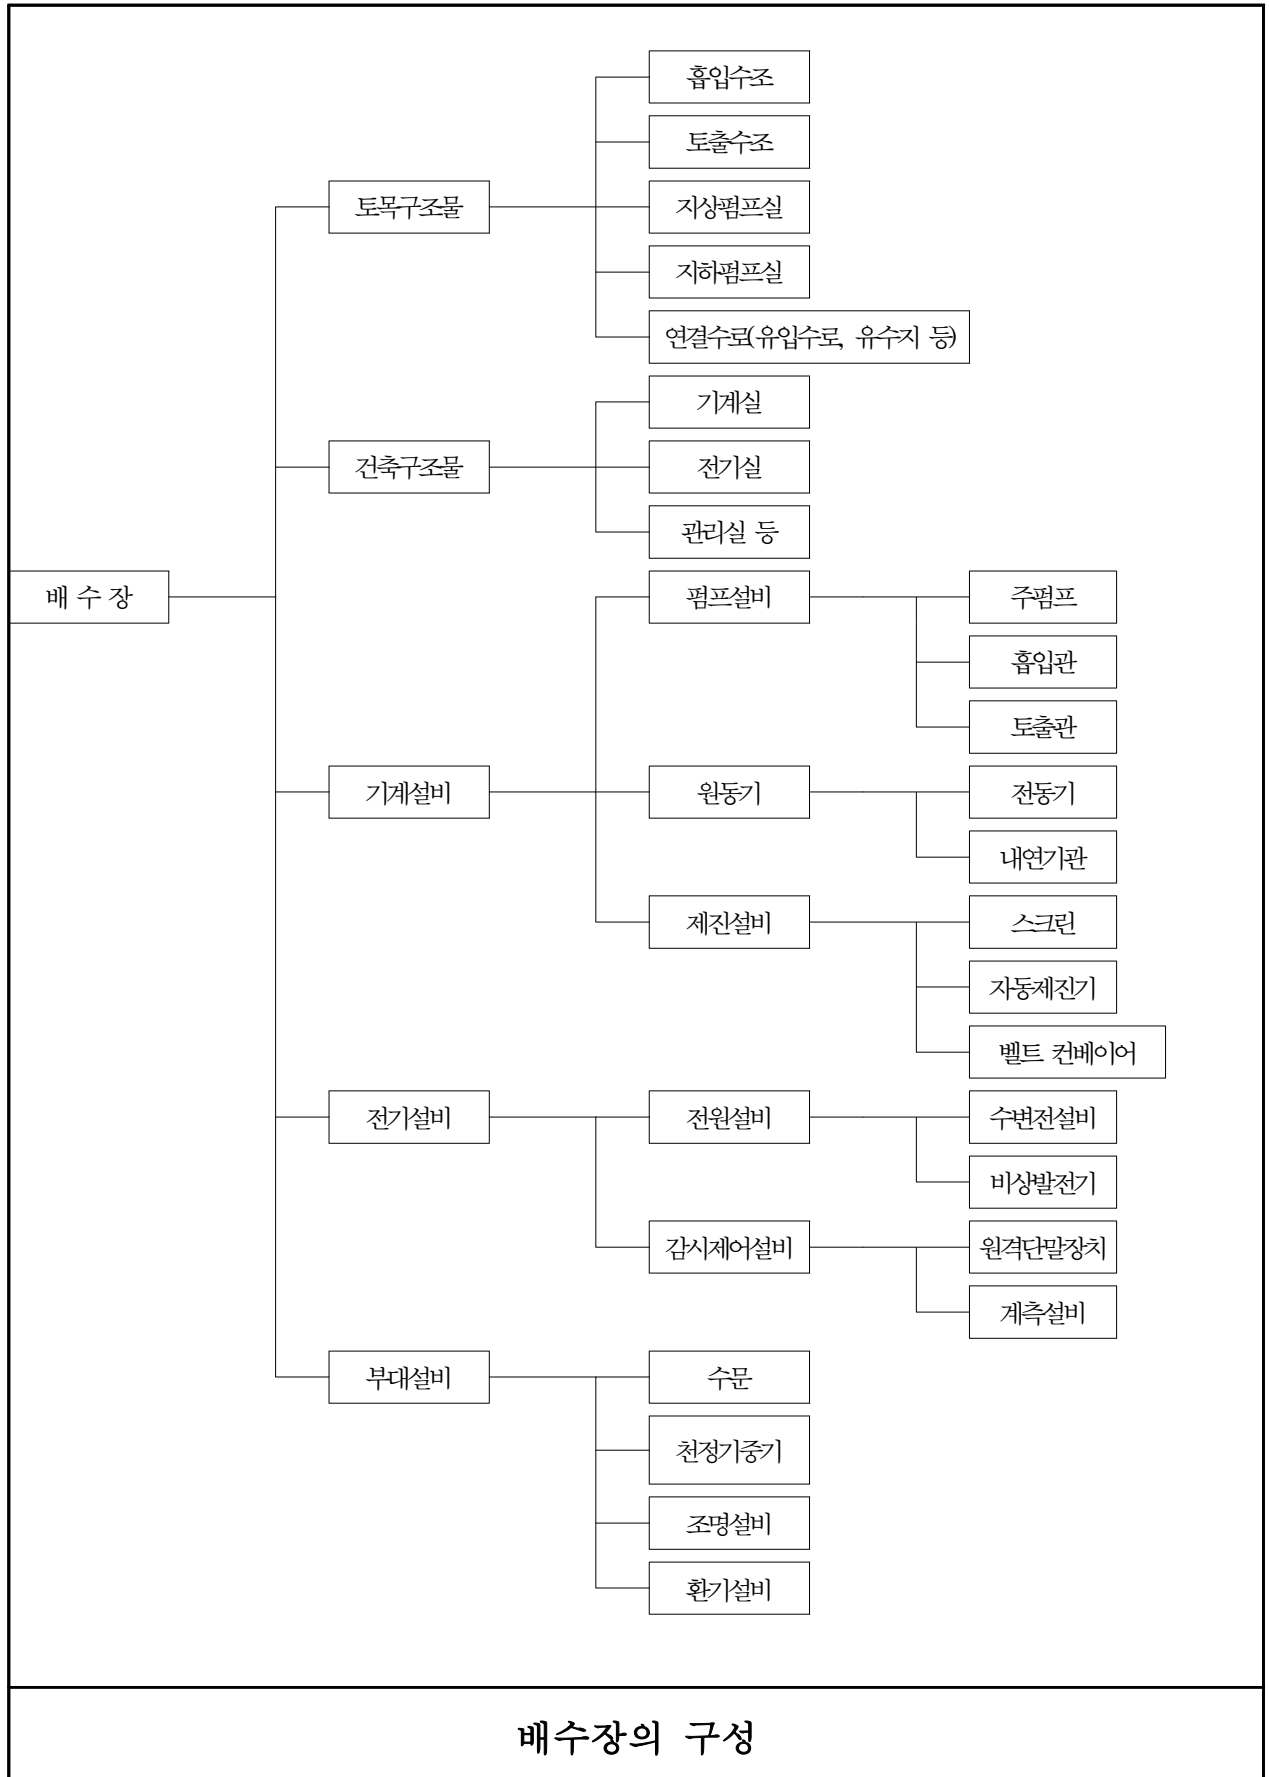 배 수 장
토목구조물
흡입수조
토출수조
지상펌프실
지하펌프실
연결수로(유입수로, 유수지 등)
건축구조물
기계실
전기실
관리실 등
기계설비
펌프설비
주펌프
흡입관
토출관
원동기
전동기
내연기관
제진설비
스크린
자동제진기
벨트 컨베이어
전기설비
전원설비
수변전설비
비상발전기
감시제어설비
원격단말장치
계측설비
부대설비
수문
천정기중기
조명설비
환기설비
배수장의 구성